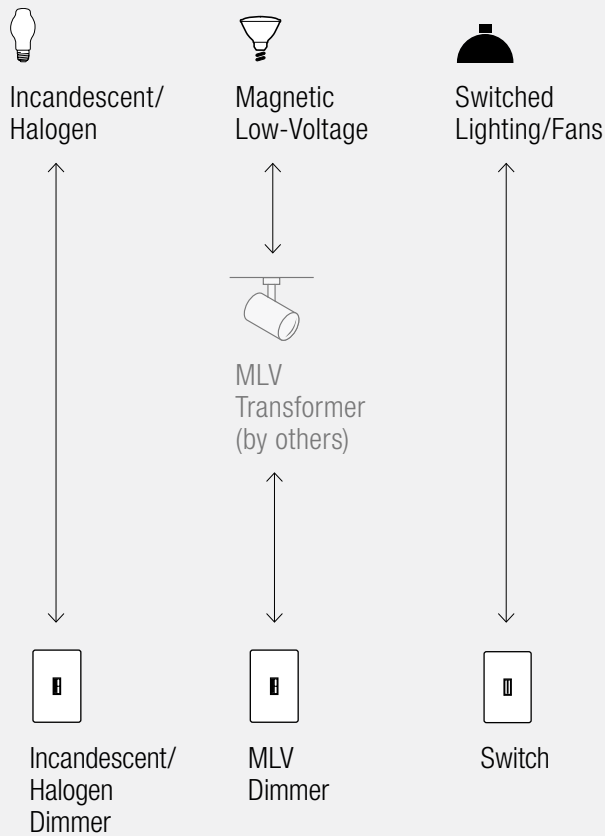 Incandescent/
Halogen
Magnetic
Low-Voltage
Switched
Lighting/Fans
MLV
Transformer
(by others)
Incandescent/
Halogen
Dimmer
MLV
Dimmer
Switch